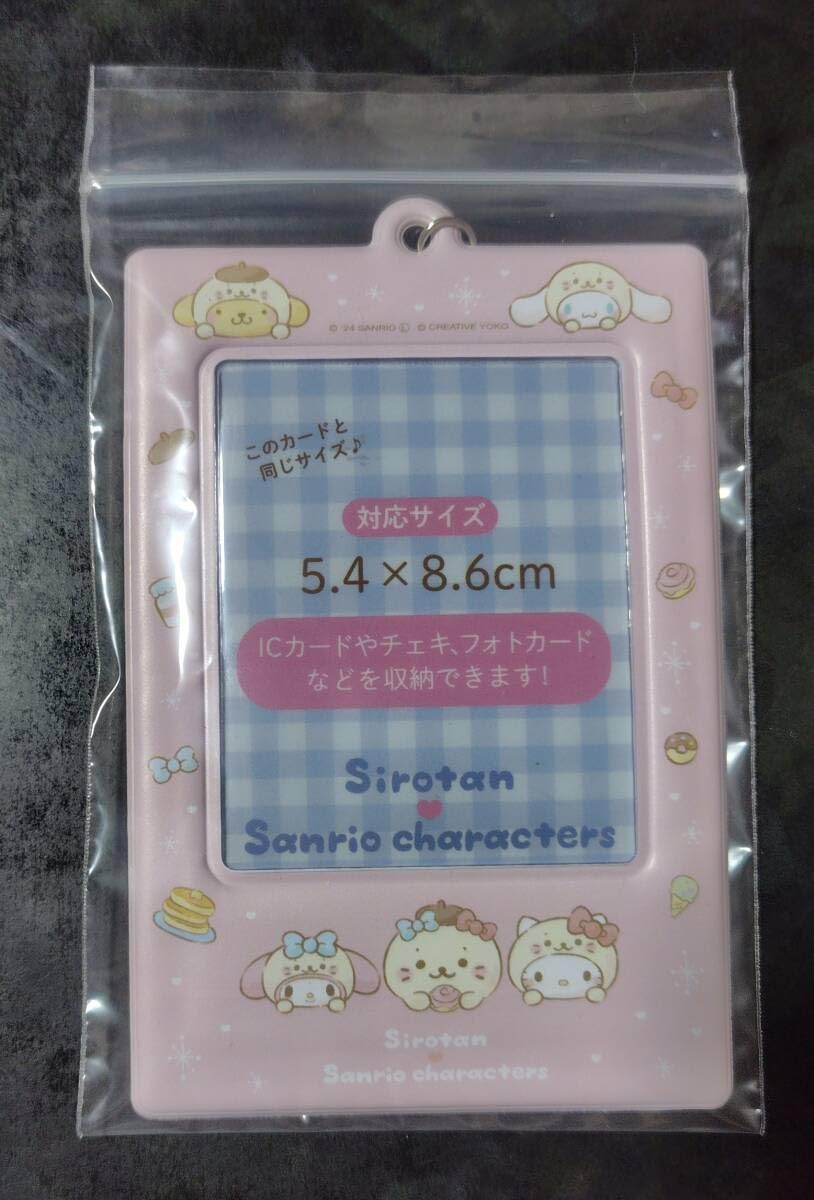 © '24 SANRIO Ⓛ © CREATIVE YOKO
このカードと
同じサイズ♪
対応サイズ
5.4×8.6cm
ICカードやチェキ、フォトカード
などを収納できます!
Sirotan
♥
Sanrio characters
Sirotan
♥
Sanrio characters